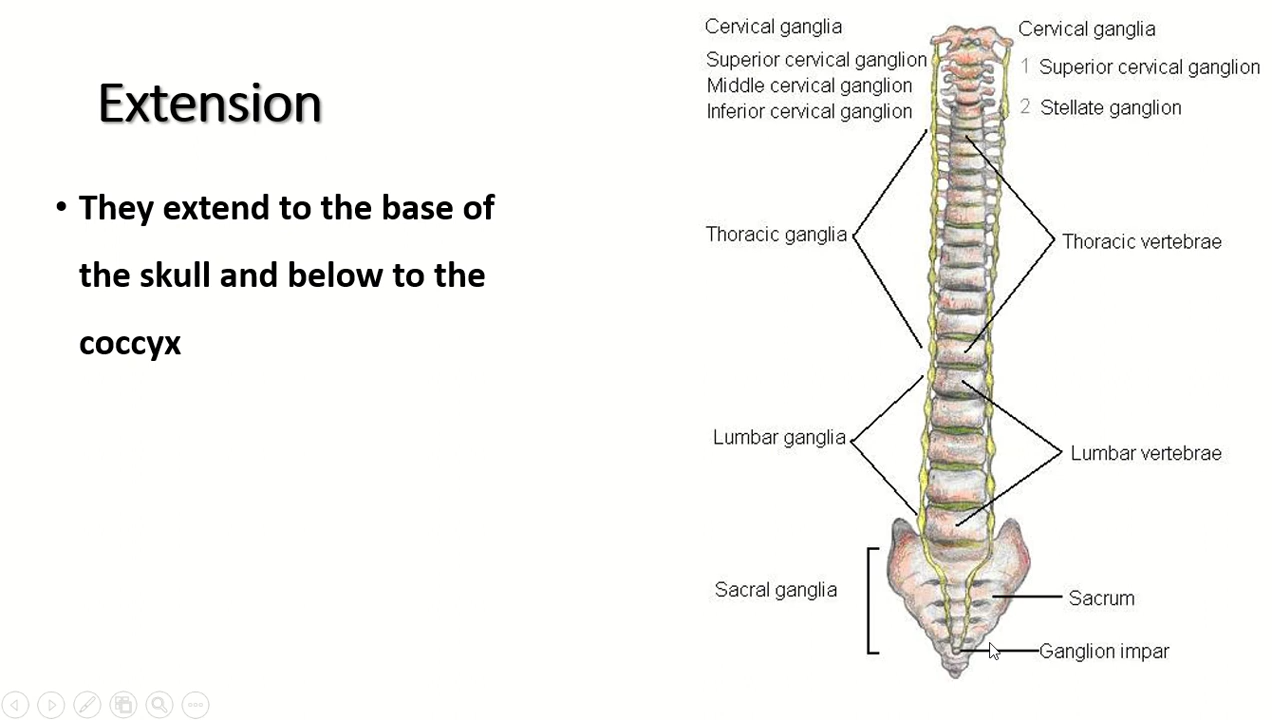 Extension
• They extend to the base of
the skull and below to the
coccyx
Cervical ganglia
Superior cervical ganglion
Middle cervical ganglion
Inferior cervical ganglion
Thoracic ganglia
Lumbar ganglia
Sacral ganglia
Cervical ganglia
1 Superior cervical ganglion
2 Stellate ganglion
Thoracic vertebrae
Lumbar vertebrae
Sacrum
Ganglion impar